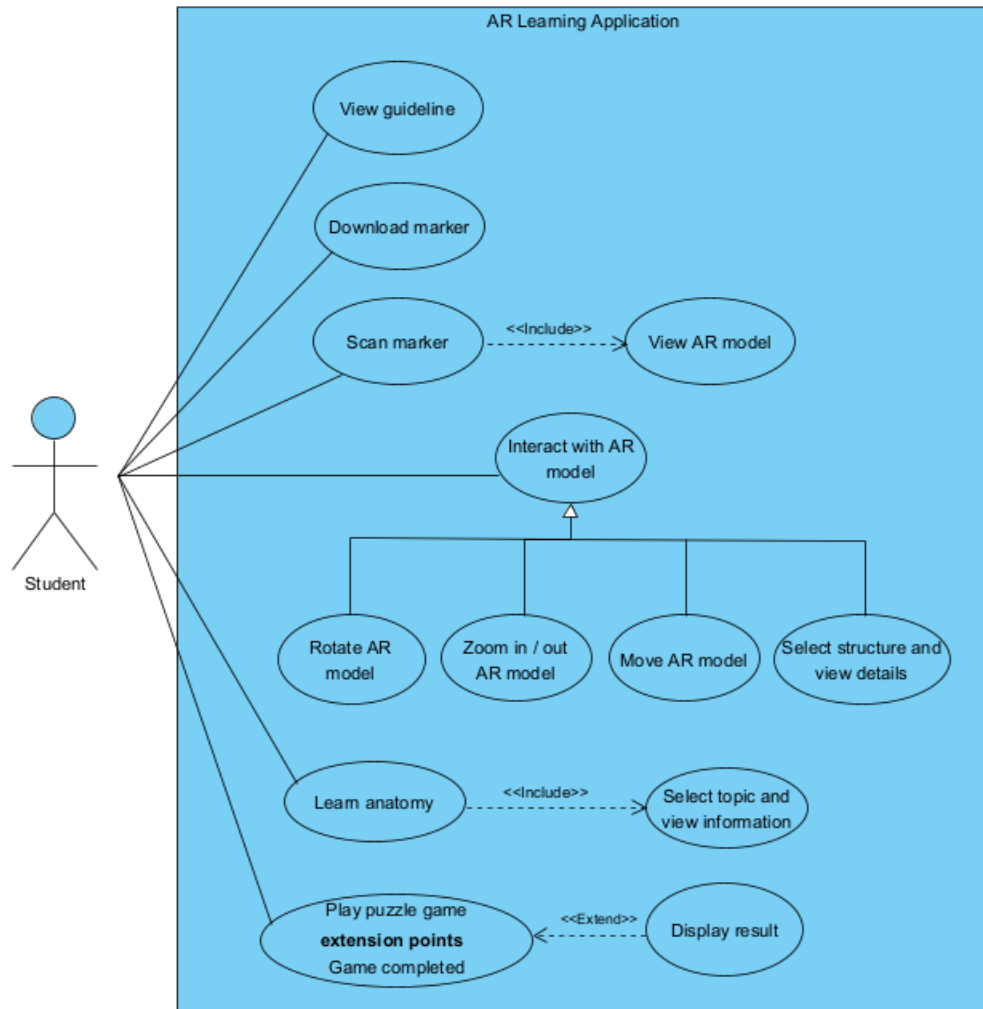 AR Learning Application
View guideline
Download marker
Scan marker
<<Include>>
View AR model
Interact with AR
model
Student
Rotate AR
model
Zoom in / out
AR model
Move AR model
Select structure and
view details
Learn anatomy
<<Include>>
Select topic and
view information
Play puzzle game
extension points
Game completed
<<Extend>>
Display result